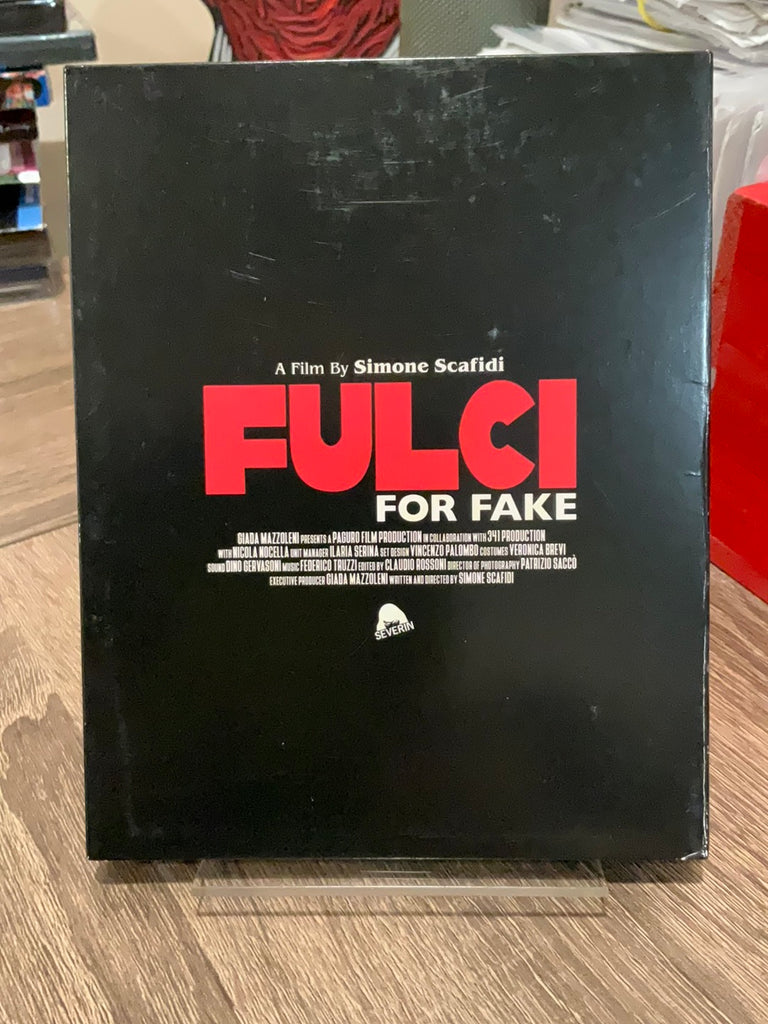 A Film By Simone Scafidi
FULCI
FOR FAKE
GIADA MAZZOLENI PRESENTS A PAGURO FILM PRODUCTION IN COLLABORATION WITH 341 PRODUCTION
WITH NICOLA NOCELLA UNIT MANAGER ILARIA SERINA SET DESIGN VINCENZO PALOMBO COSTUMES VERONICA BREVI
SOUND DINO GERVASONI MUSIC FEDERICO TRUZZI EDITED BY CLAUDIO ROSSONI DIRECTOR OF PHOTOGRAPHY PATRIZIO SACCÒ
EXECUTIVE PRODUCER GIADA MAZZOLENI WRITTEN AND DIRECTED BY SIMONE SCAFIDI
SEVERIN